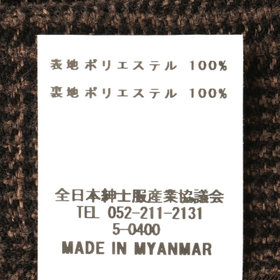 表地 ポリエステル 100%
裏地 ポリエステル 100%
全日本紳士服産業協議会
TEL 052-211-2131
5-0400
MADE IN MYANMAR